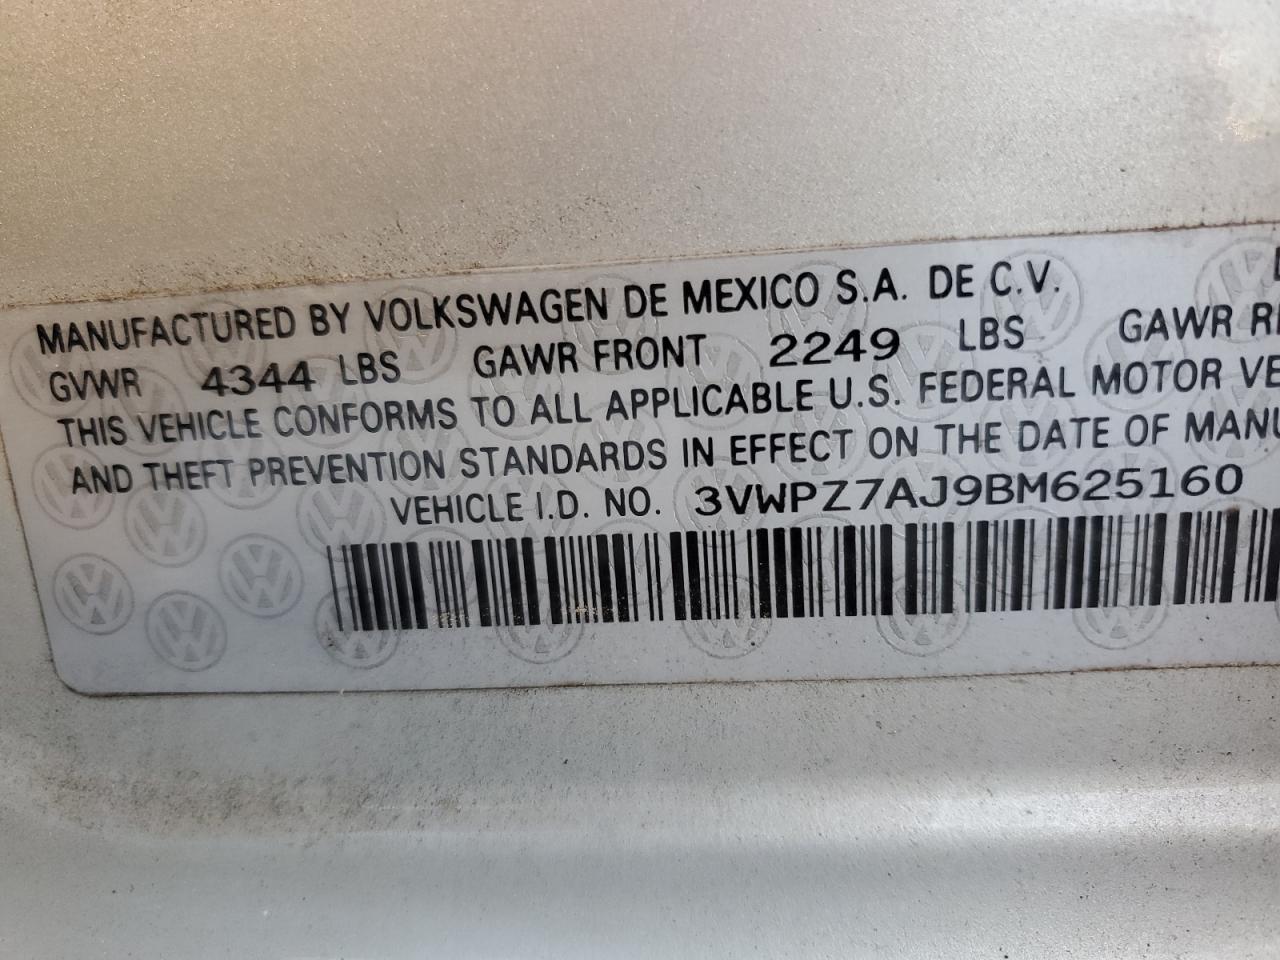 MANUFACTURED BY VOLKSWAGEN DE MEXICO S.A. DE C.V.
GVWR 4344 LBS GAWR FRONT 2249 LBS GAWR
THIS VEHICLE CONFORMS TO ALL APPLICABLE U.S. FEDERAL MOTOR
AND THEFT PREVENTION STANDARDS IN EFFECT ON THE DATE OF
VEHICLE I.D. NO. 3VWPZ7AJ9BM625160